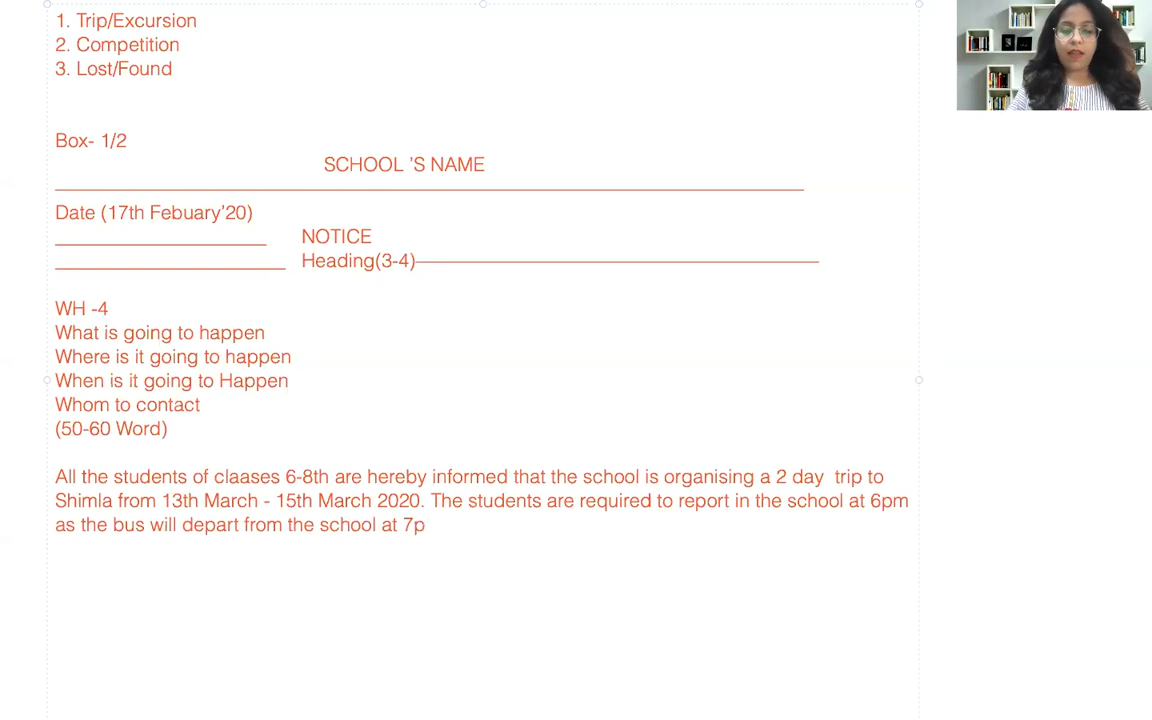 1. Trip/Excursion
2. Competition
3. Lost/Found
Box- 1/2
SCHOOL 'S NAME
Date (17th Febuary'20)
NOTICE
Heading(3-4)
WH -4
What is going to happen
Where is it going to happen
When is it going to Happen
Whom to contact
(50-60 Word)
All the students of claases 6-8th are hereby informed that the school is organising a 2 day trip to
Shimla from 13th March - 15th March 2020. The students are required to report in the school at 6pm
as the bus will depart from the school at 7p